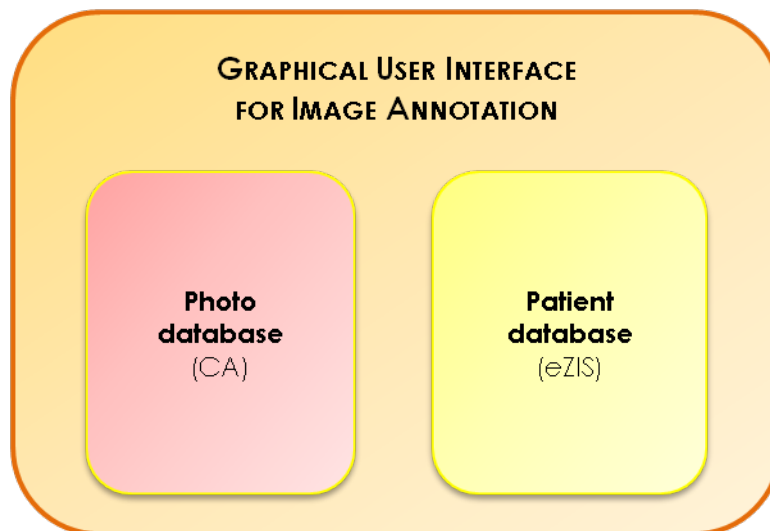 GRAPHICAL USER INTERFACE
FOR IMAGE ANNOTATION
Photo
database
(CA)
Patient
database
(eZIS)